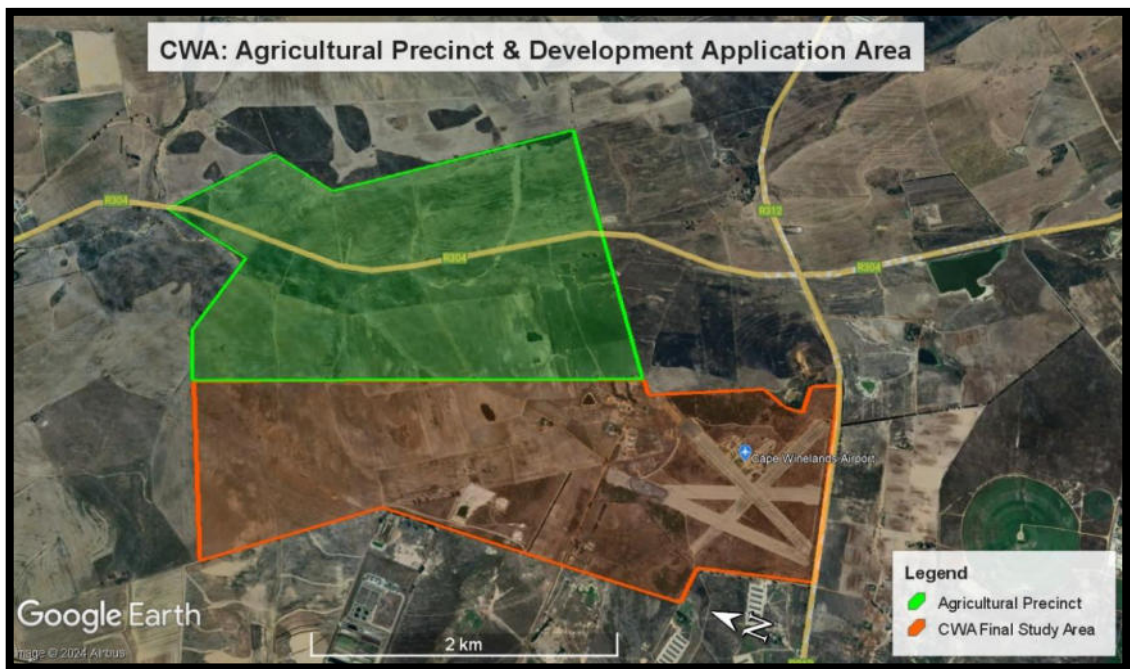 CWA: Agricultural Precinct & Development Application Area
R304
R312
R304
R304
Cape Winelands Airport
Legend
Agricultural Precinct
CWA Final Study Area
Google Earth
N
2 km
Image © 2024 Airbus